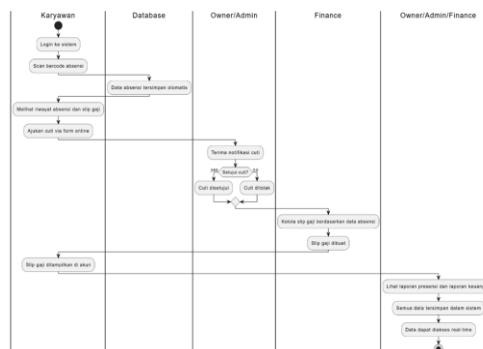 Karyawan
Database
Owner/Admin
Finance
Owner/Admin/Finance
Login ke sistem
Scan barcode absensi
Data absensi tersimpan otomatis
Melihat riwayat absensi dan slip gaji
Ajukan cuti via form online
Terima notifikasi cuti
Setujui cuti?
Cuti disetujui
Cuti ditolak
Kelola slip gaji berdasarkan data absensi
Slip gaji dibuat
Slip gaji ditampilkan di akun
Lihat laporan presensi dan laporan keuang
Semua data tersimpan dalam sistem
Data dapat diakses real-time